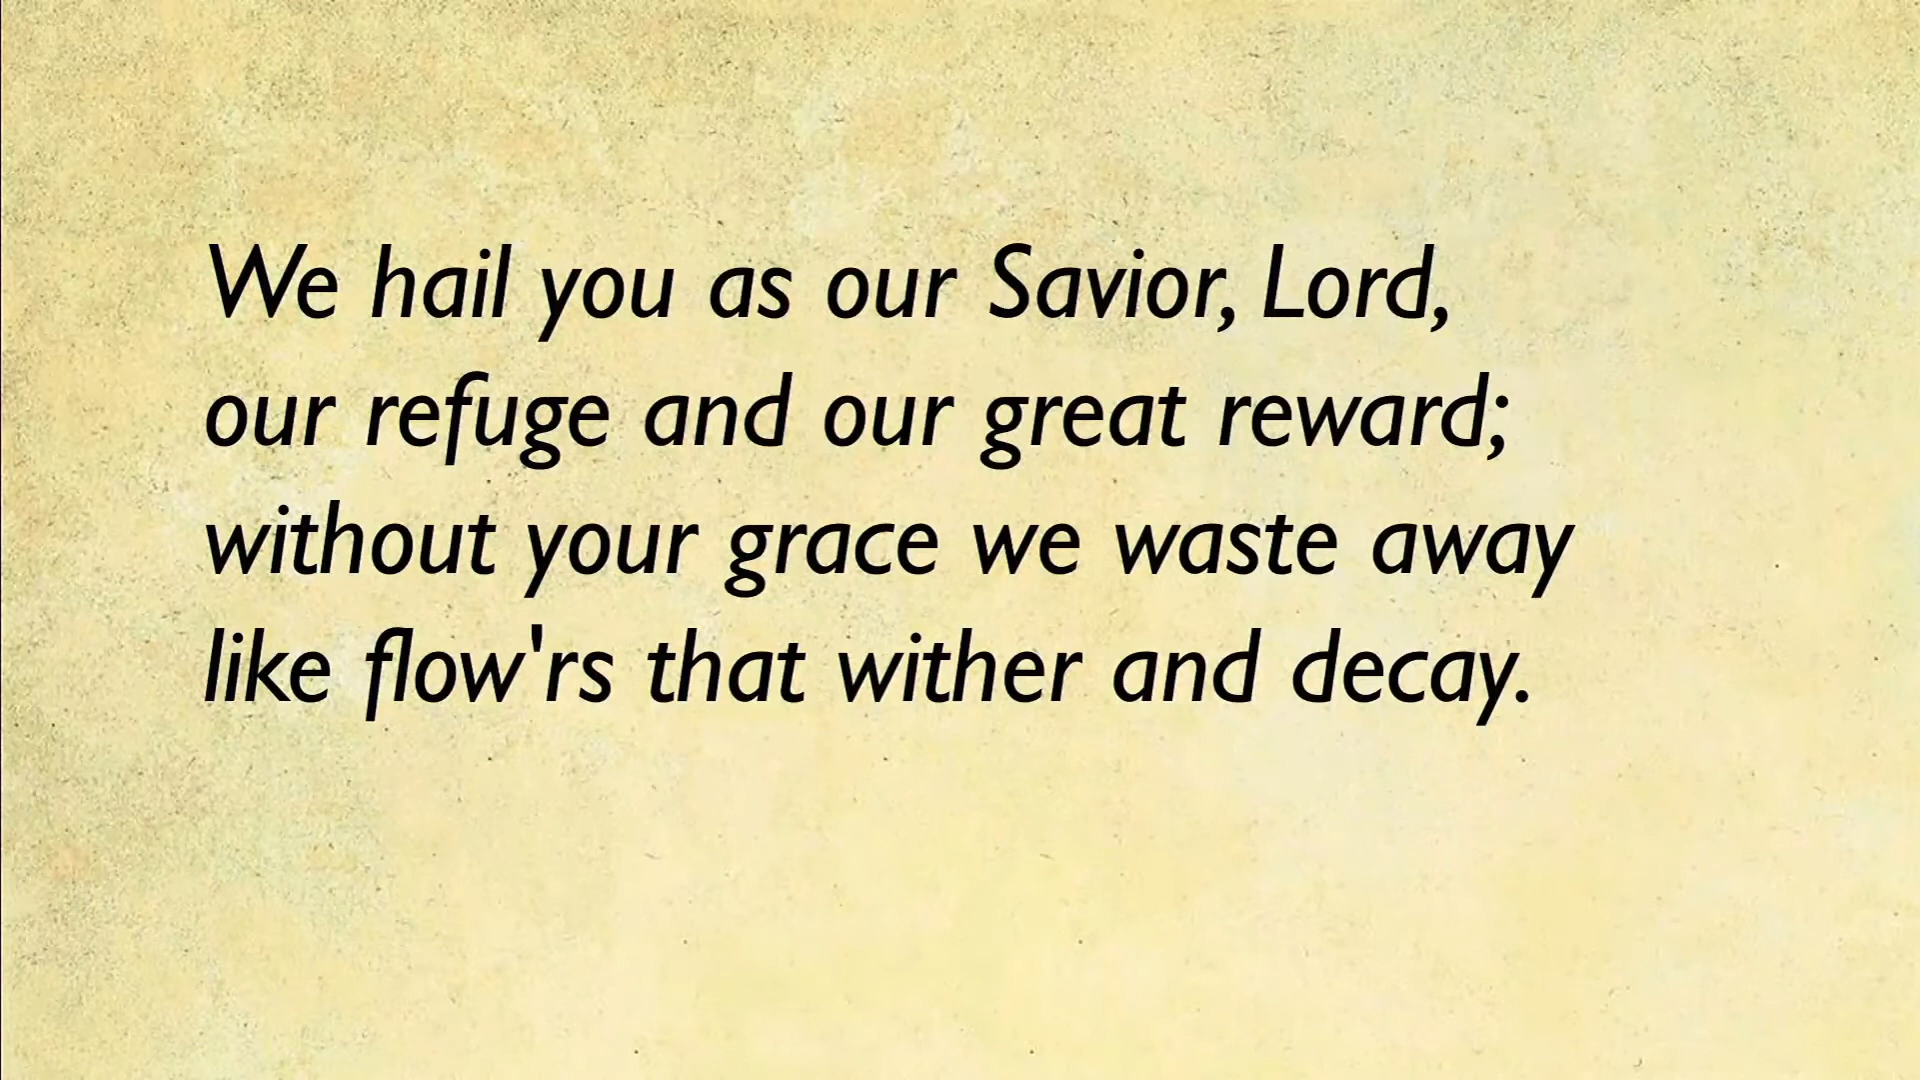 We hail you as our Savior, Lord,
our refuge and our great reward;
without your grace we waste away
like flow'rs that wither and decay.